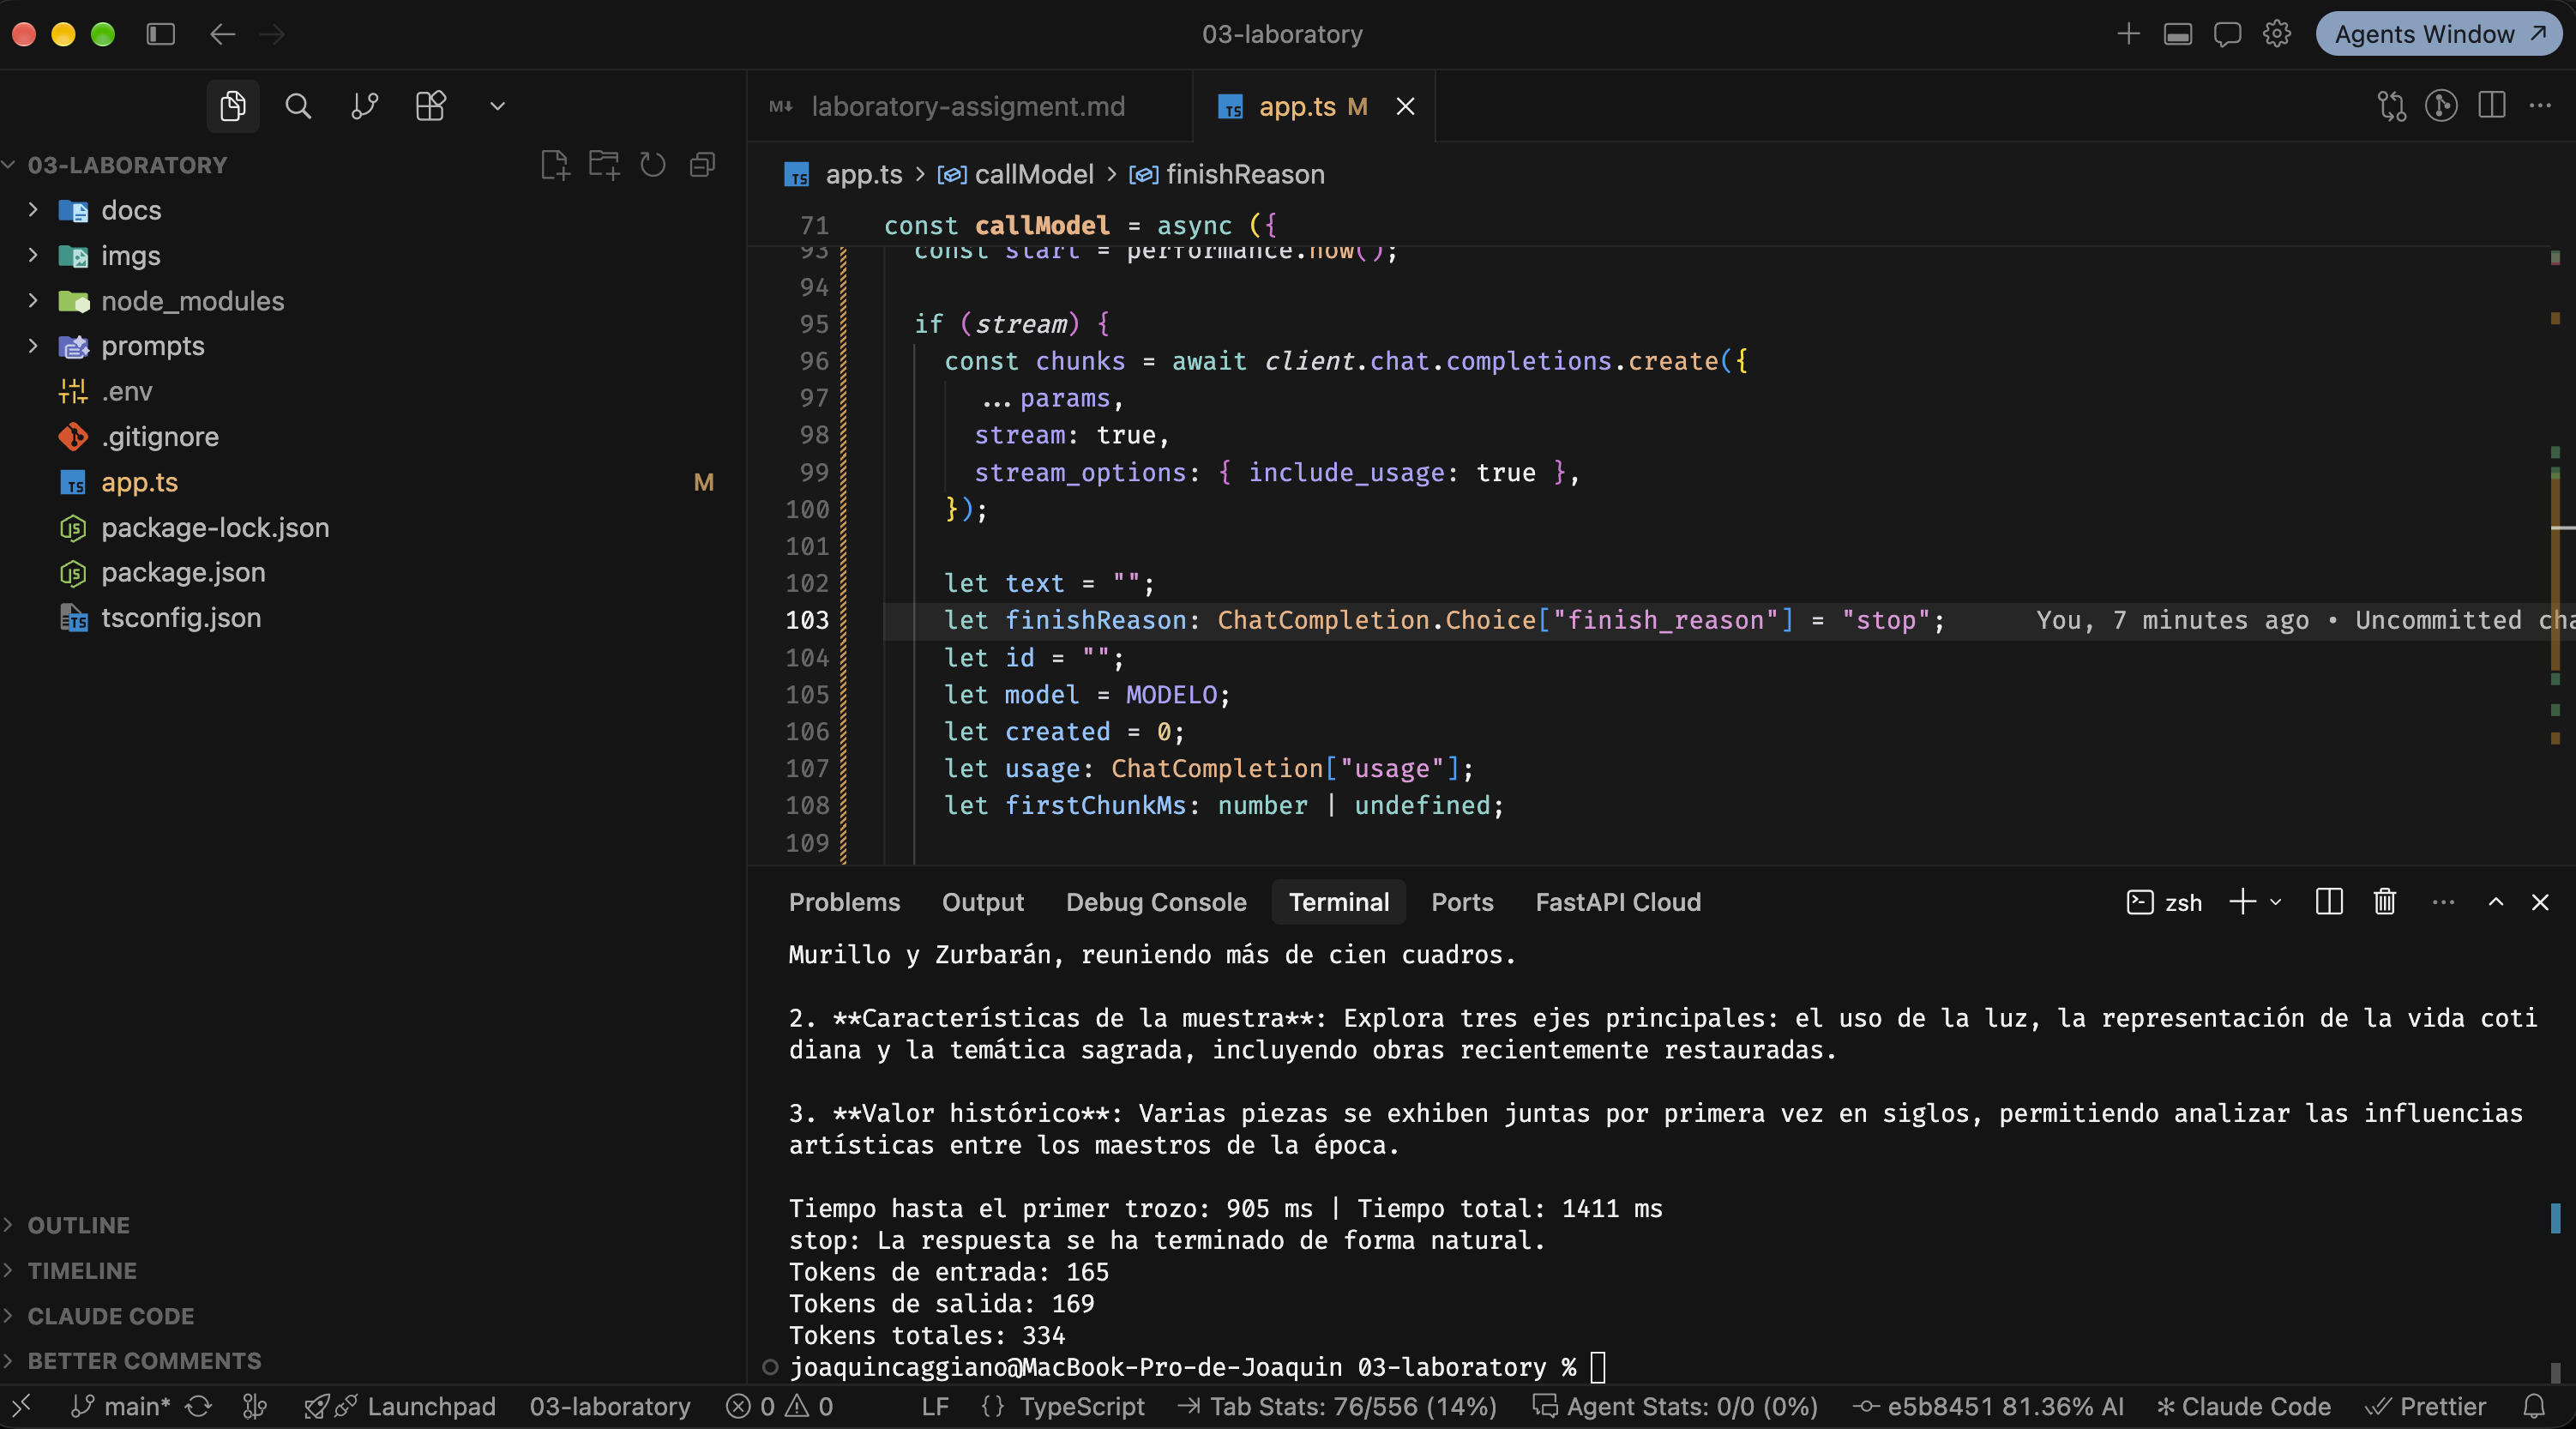 03-laboratory
Agents Window
laboratory-assigment.md
app.ts M
03-LABORATORY
docs
imgs
node_modules
prompts
.env
.gitignore
app.ts M
package-lock.json
package.json
tsconfig.json
OUTLINE
TIMELINE
CLAUDE CODE
BETTER COMMENTS
app.ts > callModel > finishReason
71 const callModel = async ({
93 const start = performance.now();
94
95 if (stream) {
96 const chunks = await client.chat.completions.create({
97 ...params,
98 stream: true,
99 stream_options: { include_usage: true },
100 });
101
102 let text = "";
103 let finishReason: ChatCompletion.Choice["finish_reason"] = "stop"; You, 7 minutes ago • Uncommitted cha
104 let id = "";
105 let model = MODELO;
106 let created = 0;
107 let usage: ChatCompletion["usage"];
108 let firstChunkMs: number | undefined;
109
Problems Output Debug Console Terminal Ports FastAPI Cloud zsh
Murillo y Zurbarán, reuniendo más de cien cuadros.
2. **Características de la muestra**: Explora tres ejes principales: el uso de la luz, la representación de la vida coti
diana y la temática sagrada, incluyendo obras recientemente restauradas.
3. **Valor histórico**: Varias piezas se exhiben juntas por primera vez en siglos, permitiendo analizar las influencias
artísticas entre los maestros de la época.
Tiempo hasta el primer trozo: 905 ms | Tiempo total: 1411 ms
stop: La respuesta se ha terminado de forma natural.
Tokens de entrada: 165
Tokens de salida: 169
Tokens totales: 334
joaquincaggiano@MacBook-Pro-de-Joaquin 03-laboratory %
main* Launchpad 03-laboratory 0 0 LF {} TypeScript Tab Stats: 76/556 (14%) Agent Stats: 0/0 (0%) e5b8451 81.36% AI Claude Code Prettier